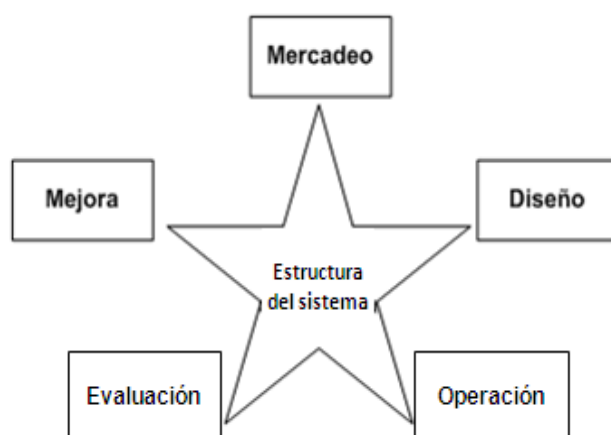 Mercadeo
Mejora
Diseño
Estructura
del sistema
Evaluación
Operación